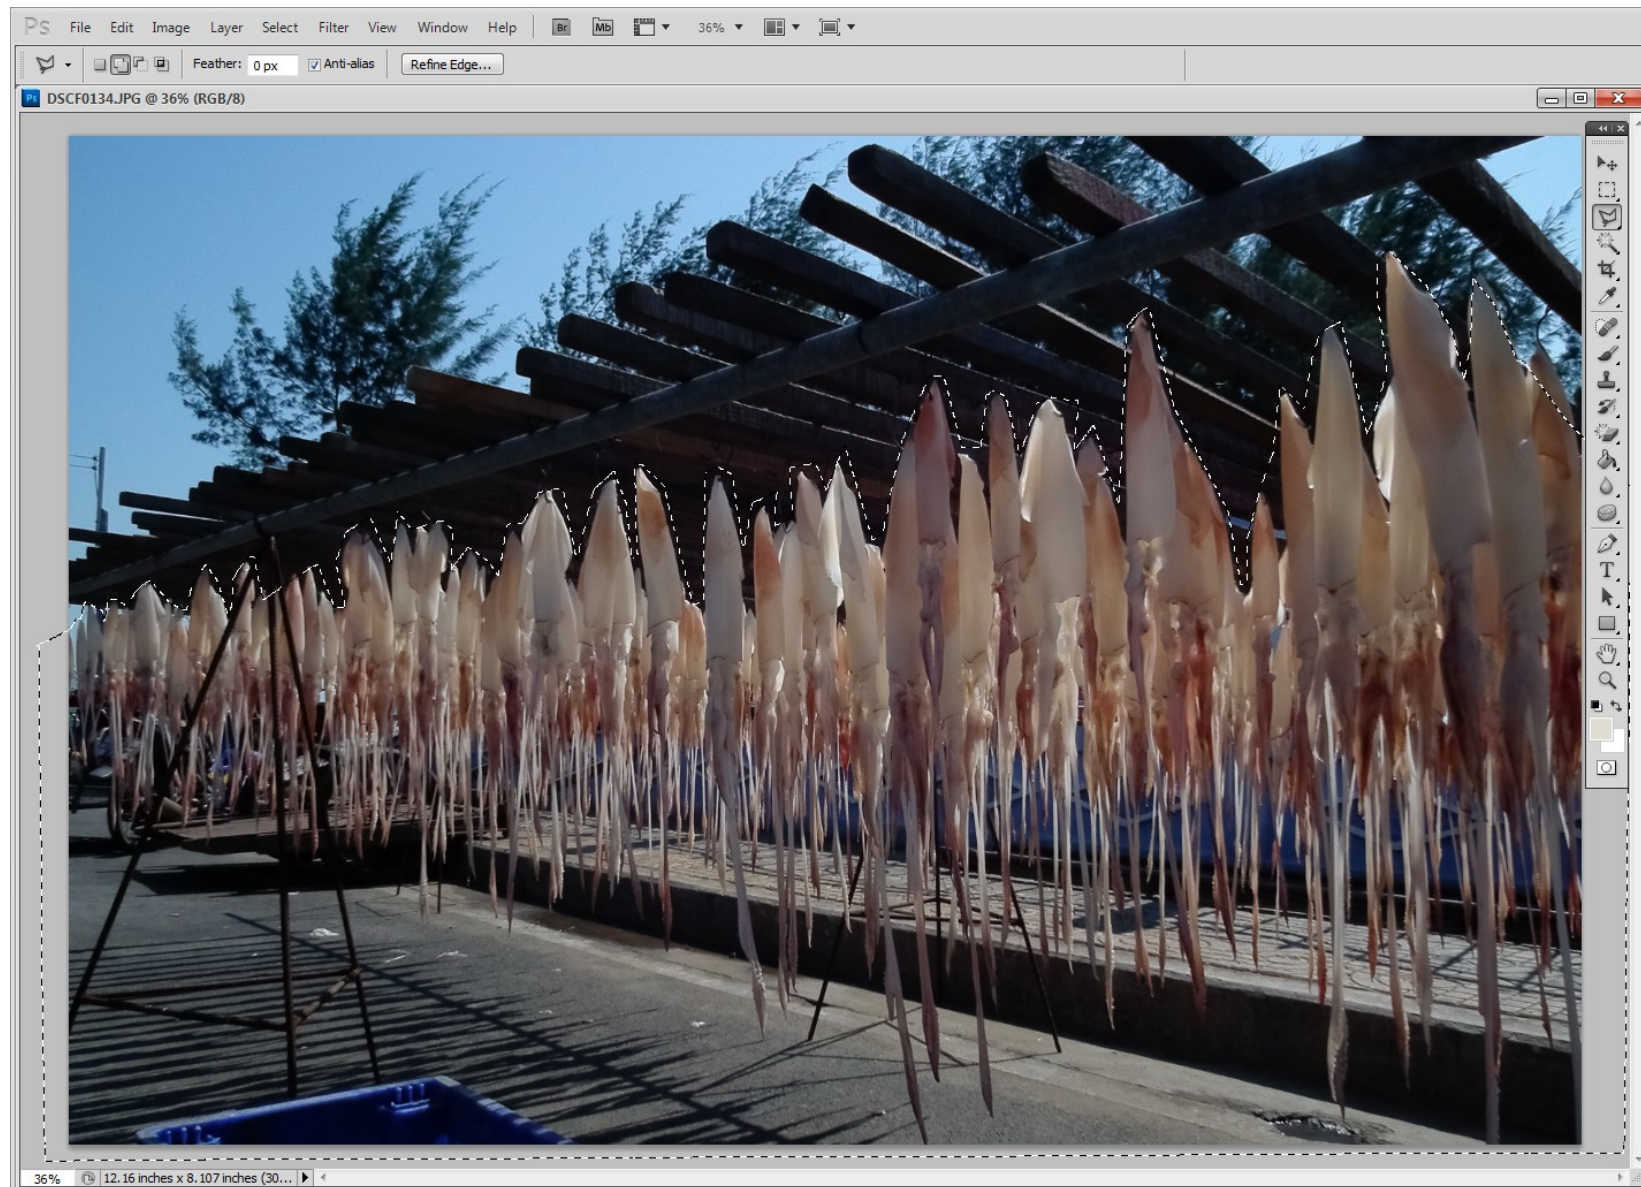 Ps File Edit Image Layer Select Filter View Window Help Br Mb 36%
Feather: 0 px Anti-alias Refine Edge...
Ps DSCF0134.JPG @ 36% (RGB/8)
T
36% 12.16 inches x 8.107 inches (30...